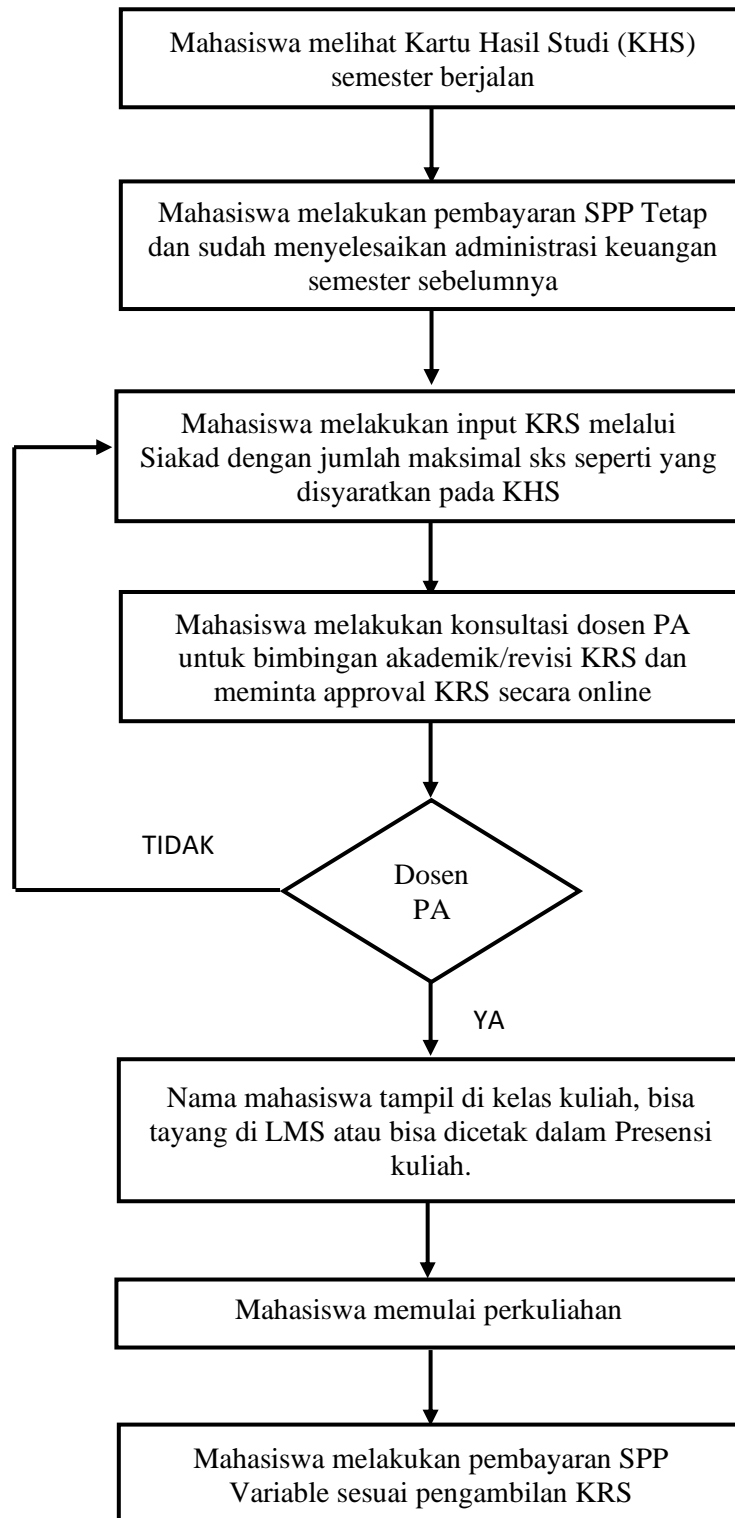 Mahasiswa melihat Kartu Hasil Studi (KHS)
semester berjalan
Mahasiswa melakukan pembayaran SPP Tetap
dan sudah menyelesaikan administrasi keuangan
semester sebelumnya
Mahasiswa melakukan input KRS melalui
Siakad dengan jumlah maksimal sks seperti yang
disyaratkan pada KHS
Mahasiswa melakukan konsultasi dosen PA
untuk bimbingan akademik/revisi KRS dan
meminta approval KRS secara online
TIDAK
Dosen
PA
YA
Nama mahasiswa tampil di kelas kuliah, bisa
tayang di LMS atau bisa dicetak dalam Presensi
kuliah.
Mahasiswa memulai perkuliahan
Mahasiswa melakukan pembayaran SPP
Variable sesuai pengambilan KRS